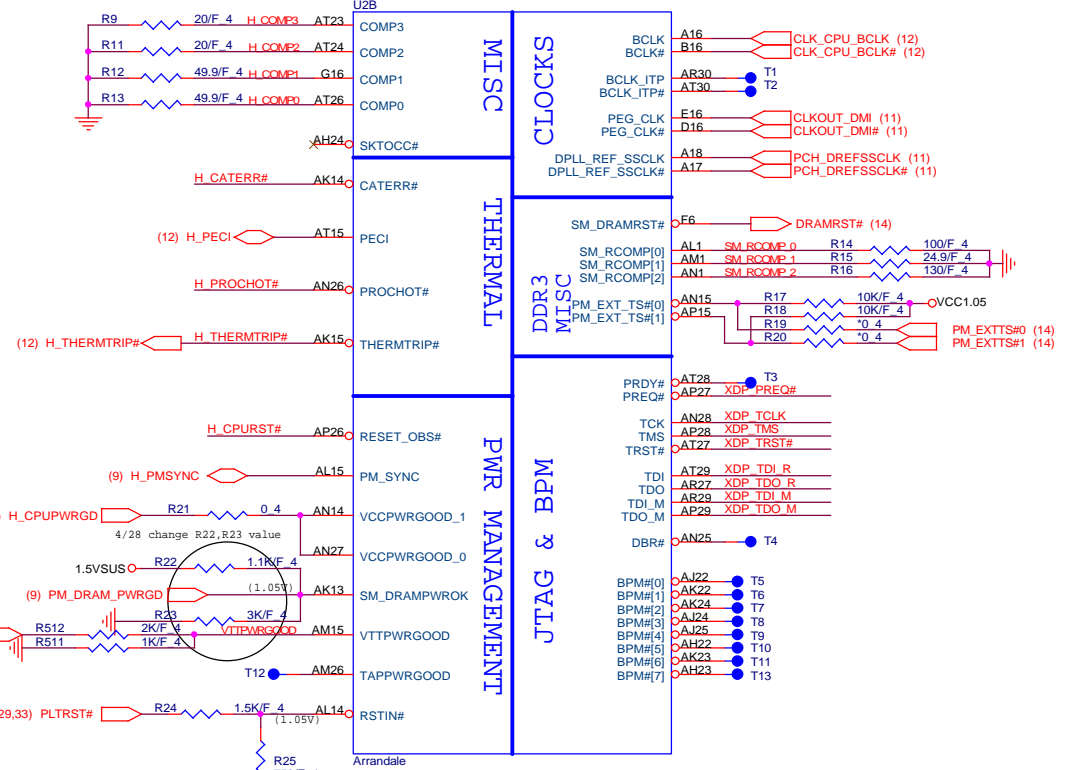 U2B
R9 20/F_4 H_COMP3 AT23 COMP3
R11 20/F_4 H_COMP2 AT24 COMP2
R12 49.9/F_4 H_COMP1 G16 COMP1
R13 49.9/F_4 H_COMP0 AT26 COMP0
AH24 SKTOCC#
MISC
H_CATERR# AK14 CATERR#
(12) H_PECI AT15 PECI
H_PROCHOT# AN26 PROCHOT#
(12) H_THERMTRIP# H_THERMTRIP# AK15 THERMTRIP#
THERMAL
H_CPURST# AP26 RESET_OBS#
(9) H_PMSYNC AL15 PM_SYNC
H_CPUPWRGD R21 0_4 AN14 VCCPWRGOOD_1
4/28 change R22,R23 value
AN27 VCCPWRGOOD_0
1.5VSUS R22 1.1K/F_4
(9) PM_DRAM_PWRGD (1.05V) AK13 SM_DRAMPWROK
R23 3K/F_4
R512 2K/F_4 VTTPWRGOOD AM15 VTTPWRGOOD
R511 1K/F_4
T12 AM26 TAPPWRGOOD
29,33) PLTRST# R24 1.5K/F_4 AL14 RSTIN#
(1.05V)
R25
PWR MANAGEMENT
Arrandale
CLOCKS
BCLK A16 CLK_CPU_BCLK (12)
BCLK# B16 CLK_CPU_BCLK# (12)
BCLK_ITP AR30 T1
BCLK_ITP# AT30 T2
PEG_CLK E16 CLKOUT_DMI (11)
PEG_CLK# D16 CLKOUT_DMI# (11)
DPLL_REF_SSCLK A18 PCH_DREFSSCLK (11)
DPLL_REF_SSCLK# A17 PCH_DREFSSCLK# (11)
DDR3
MISC
SM_DRAMRST# F6 DRAMRST# (14)
SM_RCOMP[0] AL1 SM_RCOMP_0 R14 100/F_4
SM_RCOMP[1] AM1 SM_RCOMP_1 R15 24.9/F_4
SM_RCOMP[2] AN1 SM_RCOMP_2 R16 130/F_4
PM_EXT_TS#[0] AN15 R17 10K/F_4 VCC1.05
PM_EXT_TS#[1] AP15 R18 10K/F_4
R19 *0_4 PM_EXTTS#0 (14)
R20 *0_4 PM_EXTTS#1 (14)
JTAG & BPM
PRDY# AT28 T3
PREQ# AP27 XDP_PREQ#
TCK AN28 XDP_TCLK
TMS AP28 XDP_TMS
TRST# AT27 XDP_TRST#
TDI AT29 XDP_TDI_R
TDO AR27 XDP_TDO_R
TDI_M AR29 XDP_TDI_M
TDO_M AP29 XDP_TDO_M
DBR# AN25 T4
BPM#[0] AJ22 T5
BPM#[1] AK22 T6
BPM#[2] AK24 T7
BPM#[3] AJ24 T8
BPM#[4] AJ25 T9
BPM#[5] AH22 T10
BPM#[6] AK23 T11
BPM#[7] AH23 T13